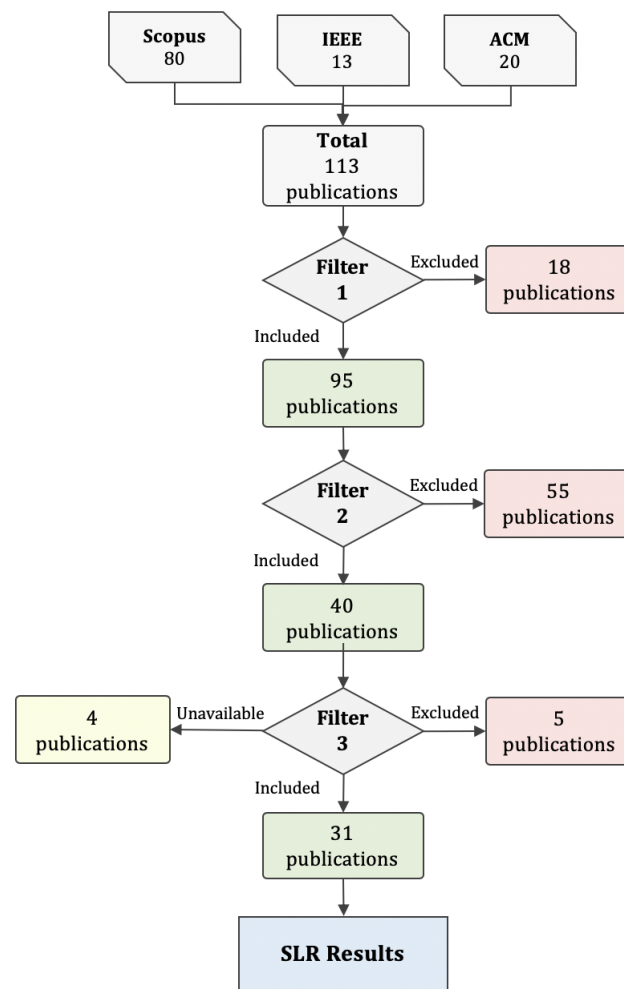 Scopus
80
IEEE
13
ACM
20
Total
113
publications
Filter
1
Excluded
18
publications
Included
95
publications
Filter
2
Excluded
55
publications
Included
40
publications
4
publications
Unavailable
Filter
3
Excluded
5
publications
Included
31
publications
SLR Results